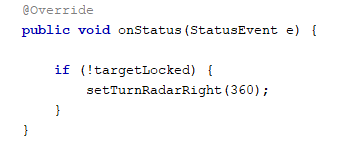 @Override
public void onStatus(StatusEvent e) {
if (!targetLocked) {
setTurnRadarRight(360);
}
}